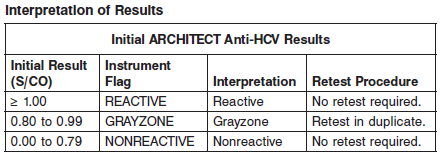 Interpretation of Results
Initial ARCHITECT Anti-HCV Results
Initial Result (S/CO) Instrument Flag Interpretation Retest Procedure
≥ 1.00 REACTIVE Reactive No retest required.
0.80 to 0.99 GRAYZONE Grayzone Retest in duplicate.
0.00 to 0.79 NONREACTIVE Nonreactive No retest required.